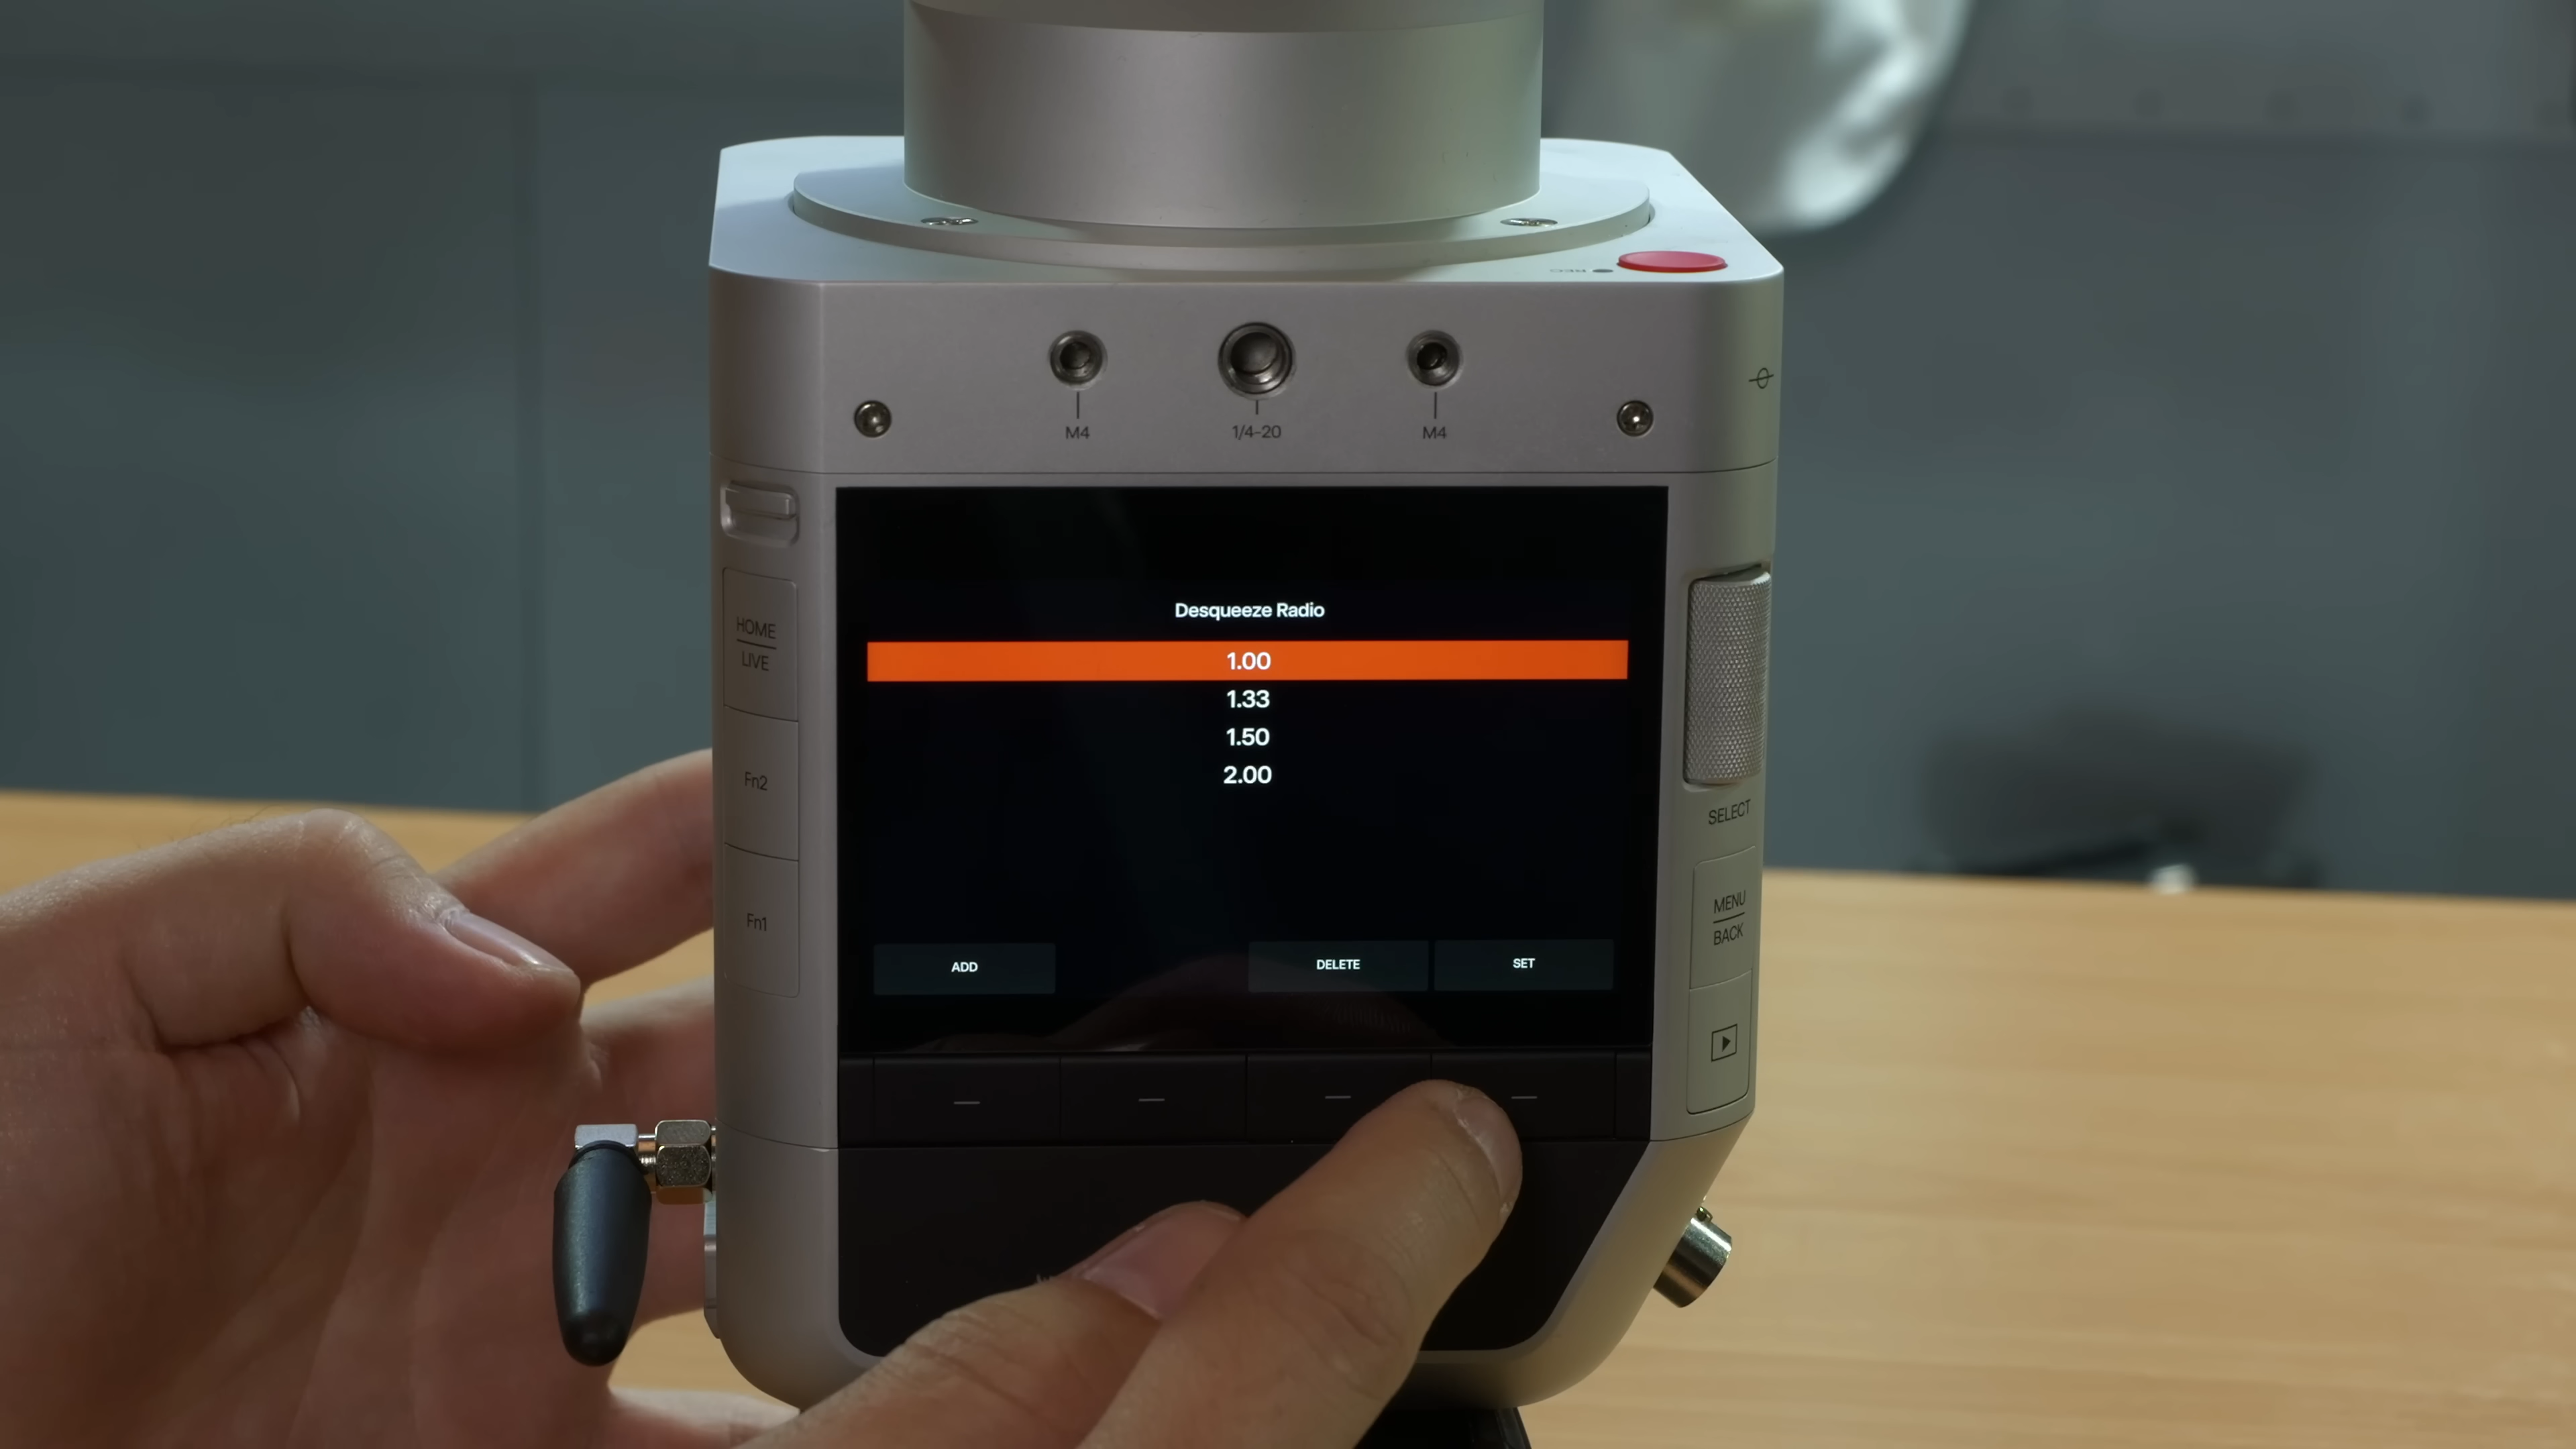 REC
M4
1/4-20
M4
HOME
LIVE
Fn2
Fn1
Desqueeze Radio
1.00
1.33
1.50
2.00
ADD
DELETE
SET
SELECT
MENU
BACK